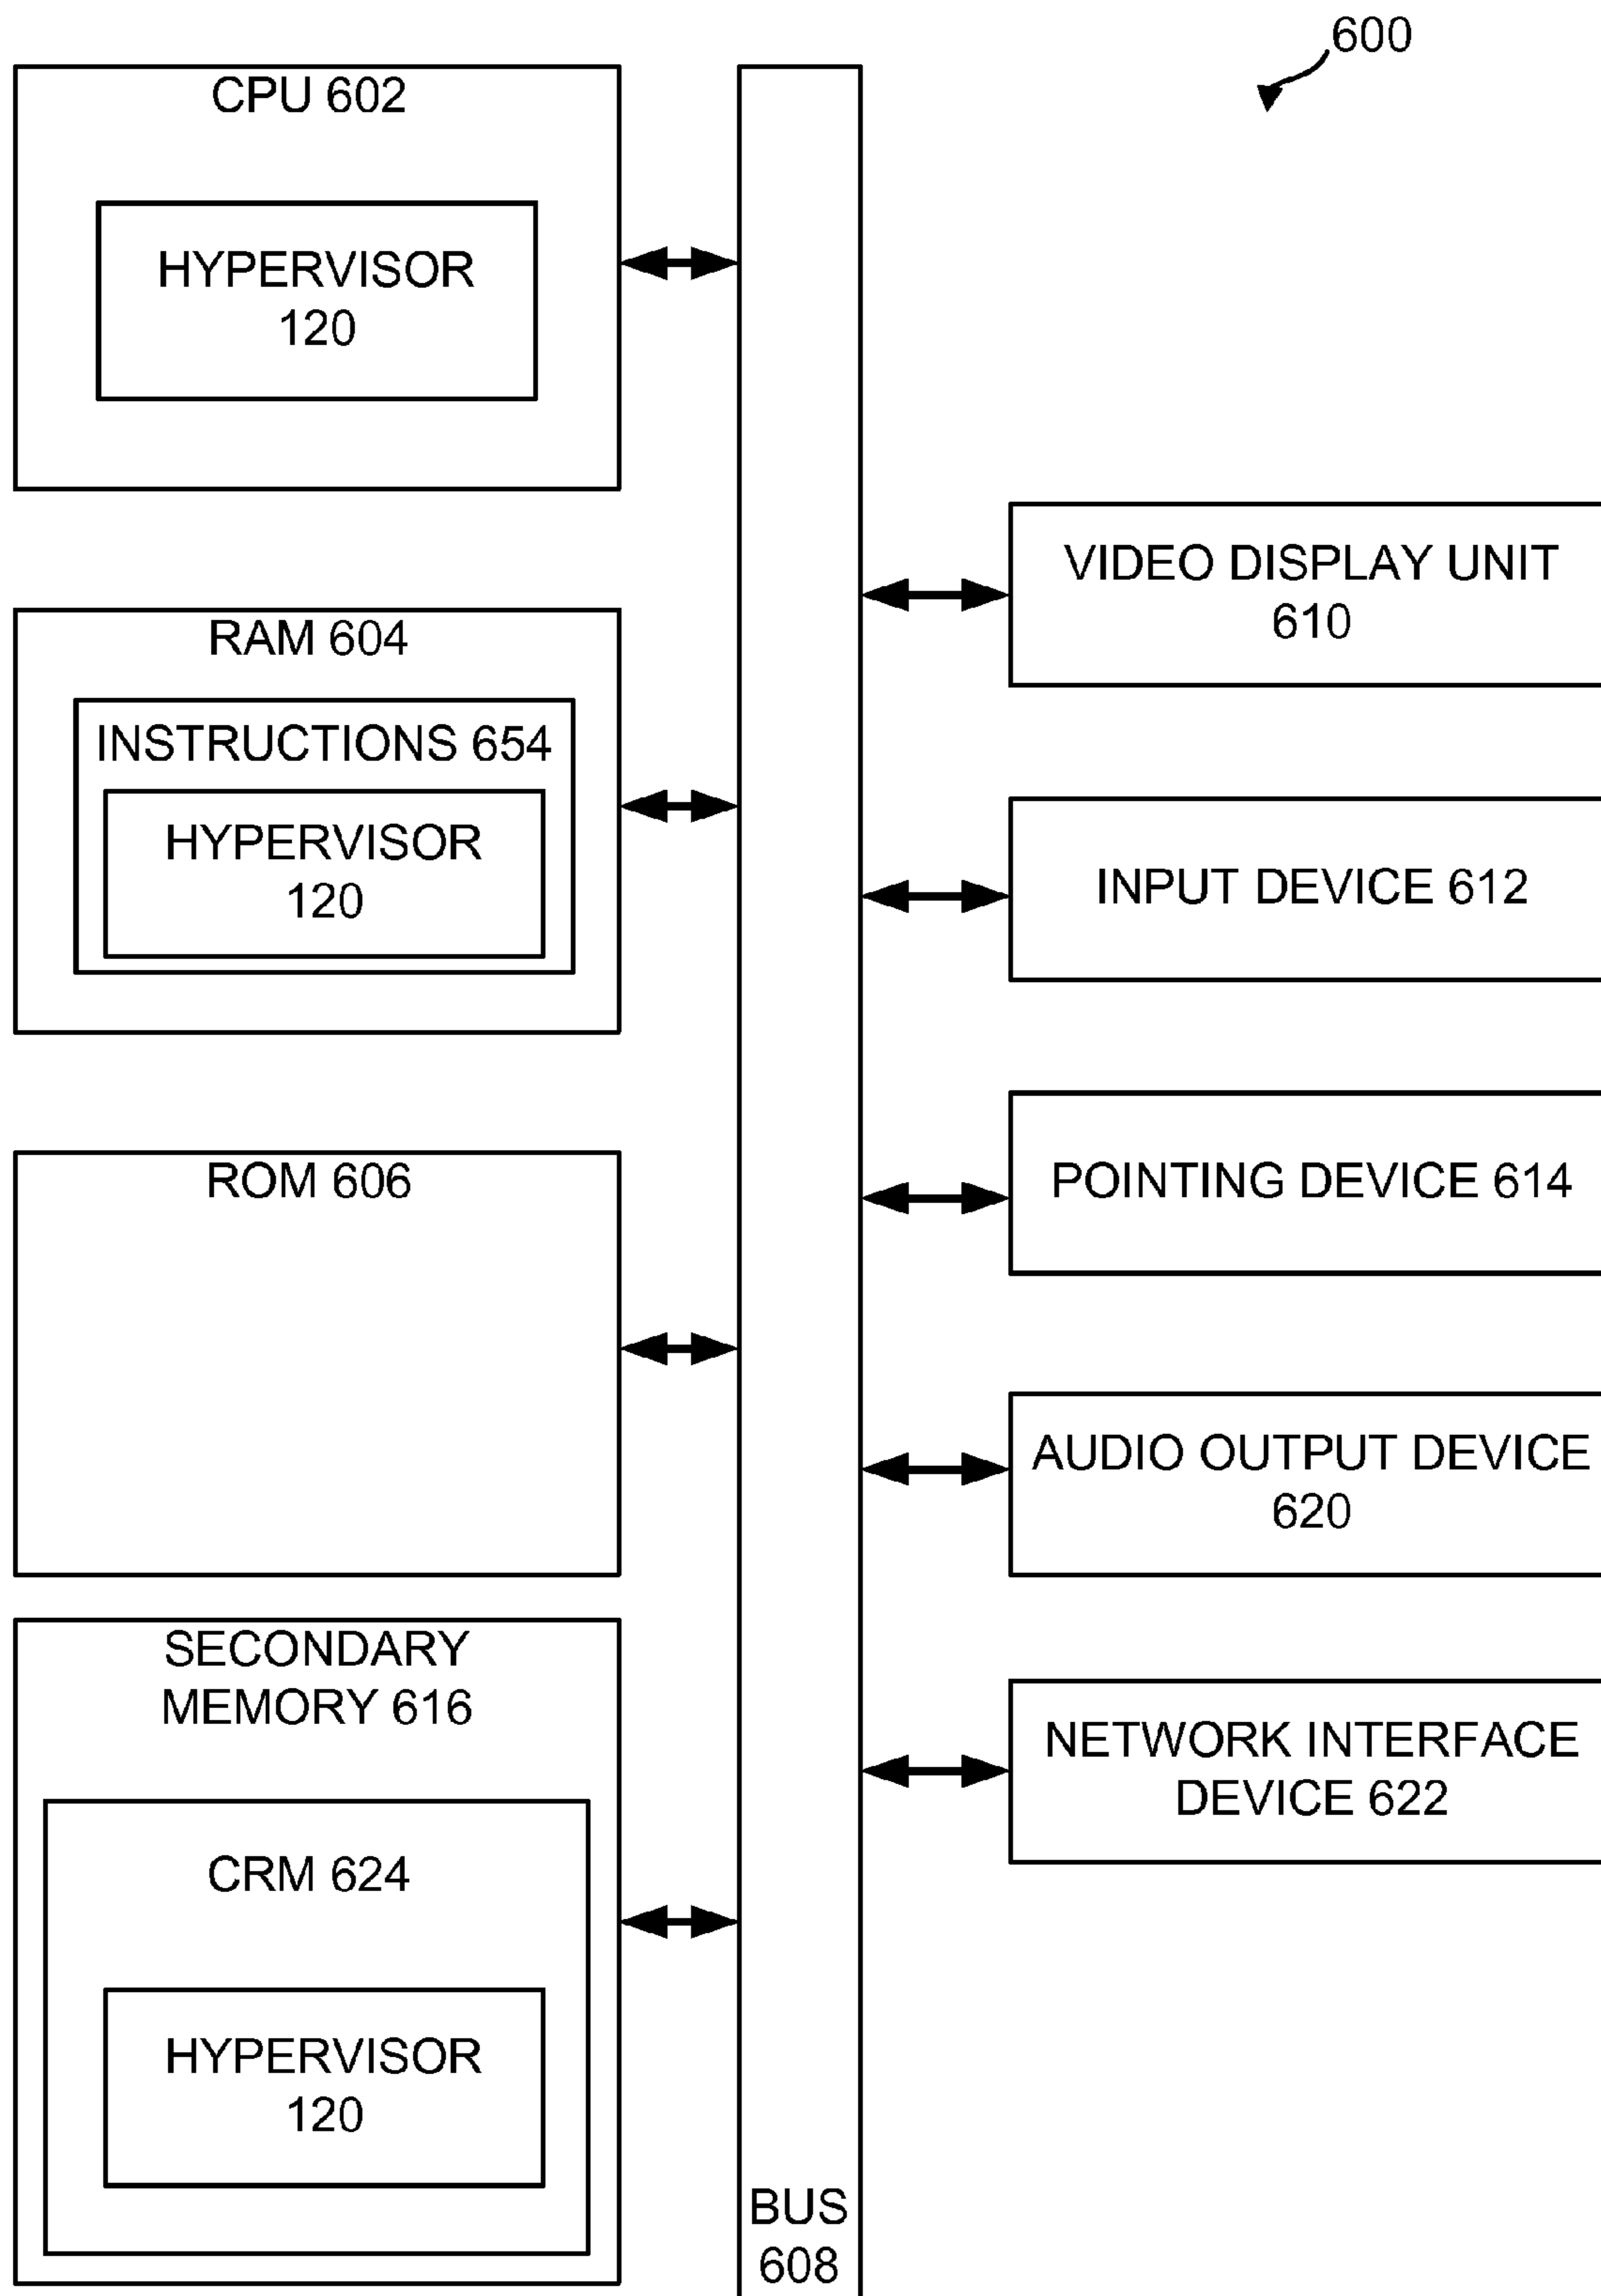 600
CPU 602
HYPERVISOR
120
RAM 604
INSTRUCTIONS 654
HYPERVISOR
120
ROM 606
SECONDARY
MEMORY 616
CRM 624
HYPERVISOR
120
BUS
608
VIDEO DISPLAY UNIT
610
INPUT DEVICE 612
POINTING DEVICE 614
AUDIO OUTPUT DEVICE
620
NETWORK INTERFACE
DEVICE 622